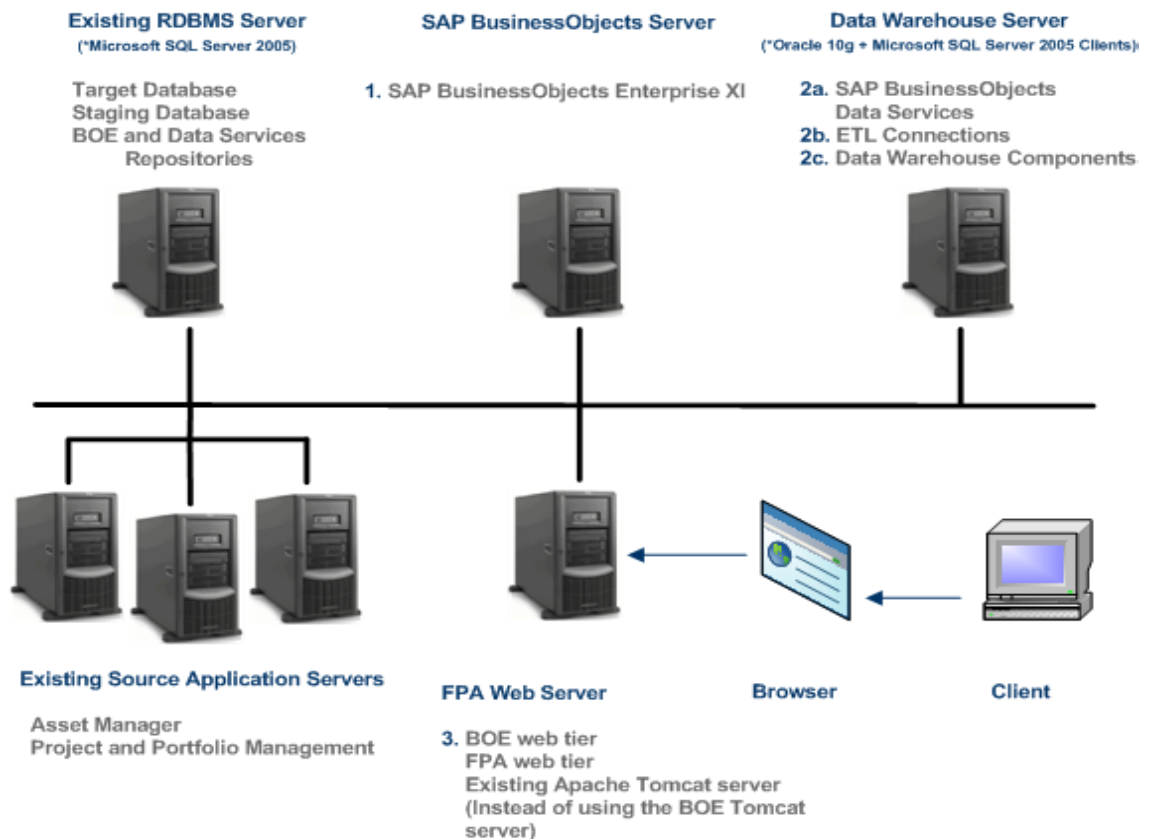 Existing RDBMS Server
(*Microsoft SQL Server 2005)
Target Database
Staging Database
BOE and Data Services
Repositories
SAP BusinessObjects Server
1. SAP BusinessObjects Enterprise XI
Data Warehouse Server
(*Oracle 10g + Microsoft SQL Server 2005 Clients)
2a. SAP BusinessObjects
Data Services
2b. ETL Connections
2c. Data Warehouse Components
Existing Source Application Servers
Asset Manager
Project and Portfolio Management
FPA Web Server
3. BOE web tier
FPA web tier
Existing Apache Tomcat server
(Instead of using the BOE Tomcat
server)
Browser
Client